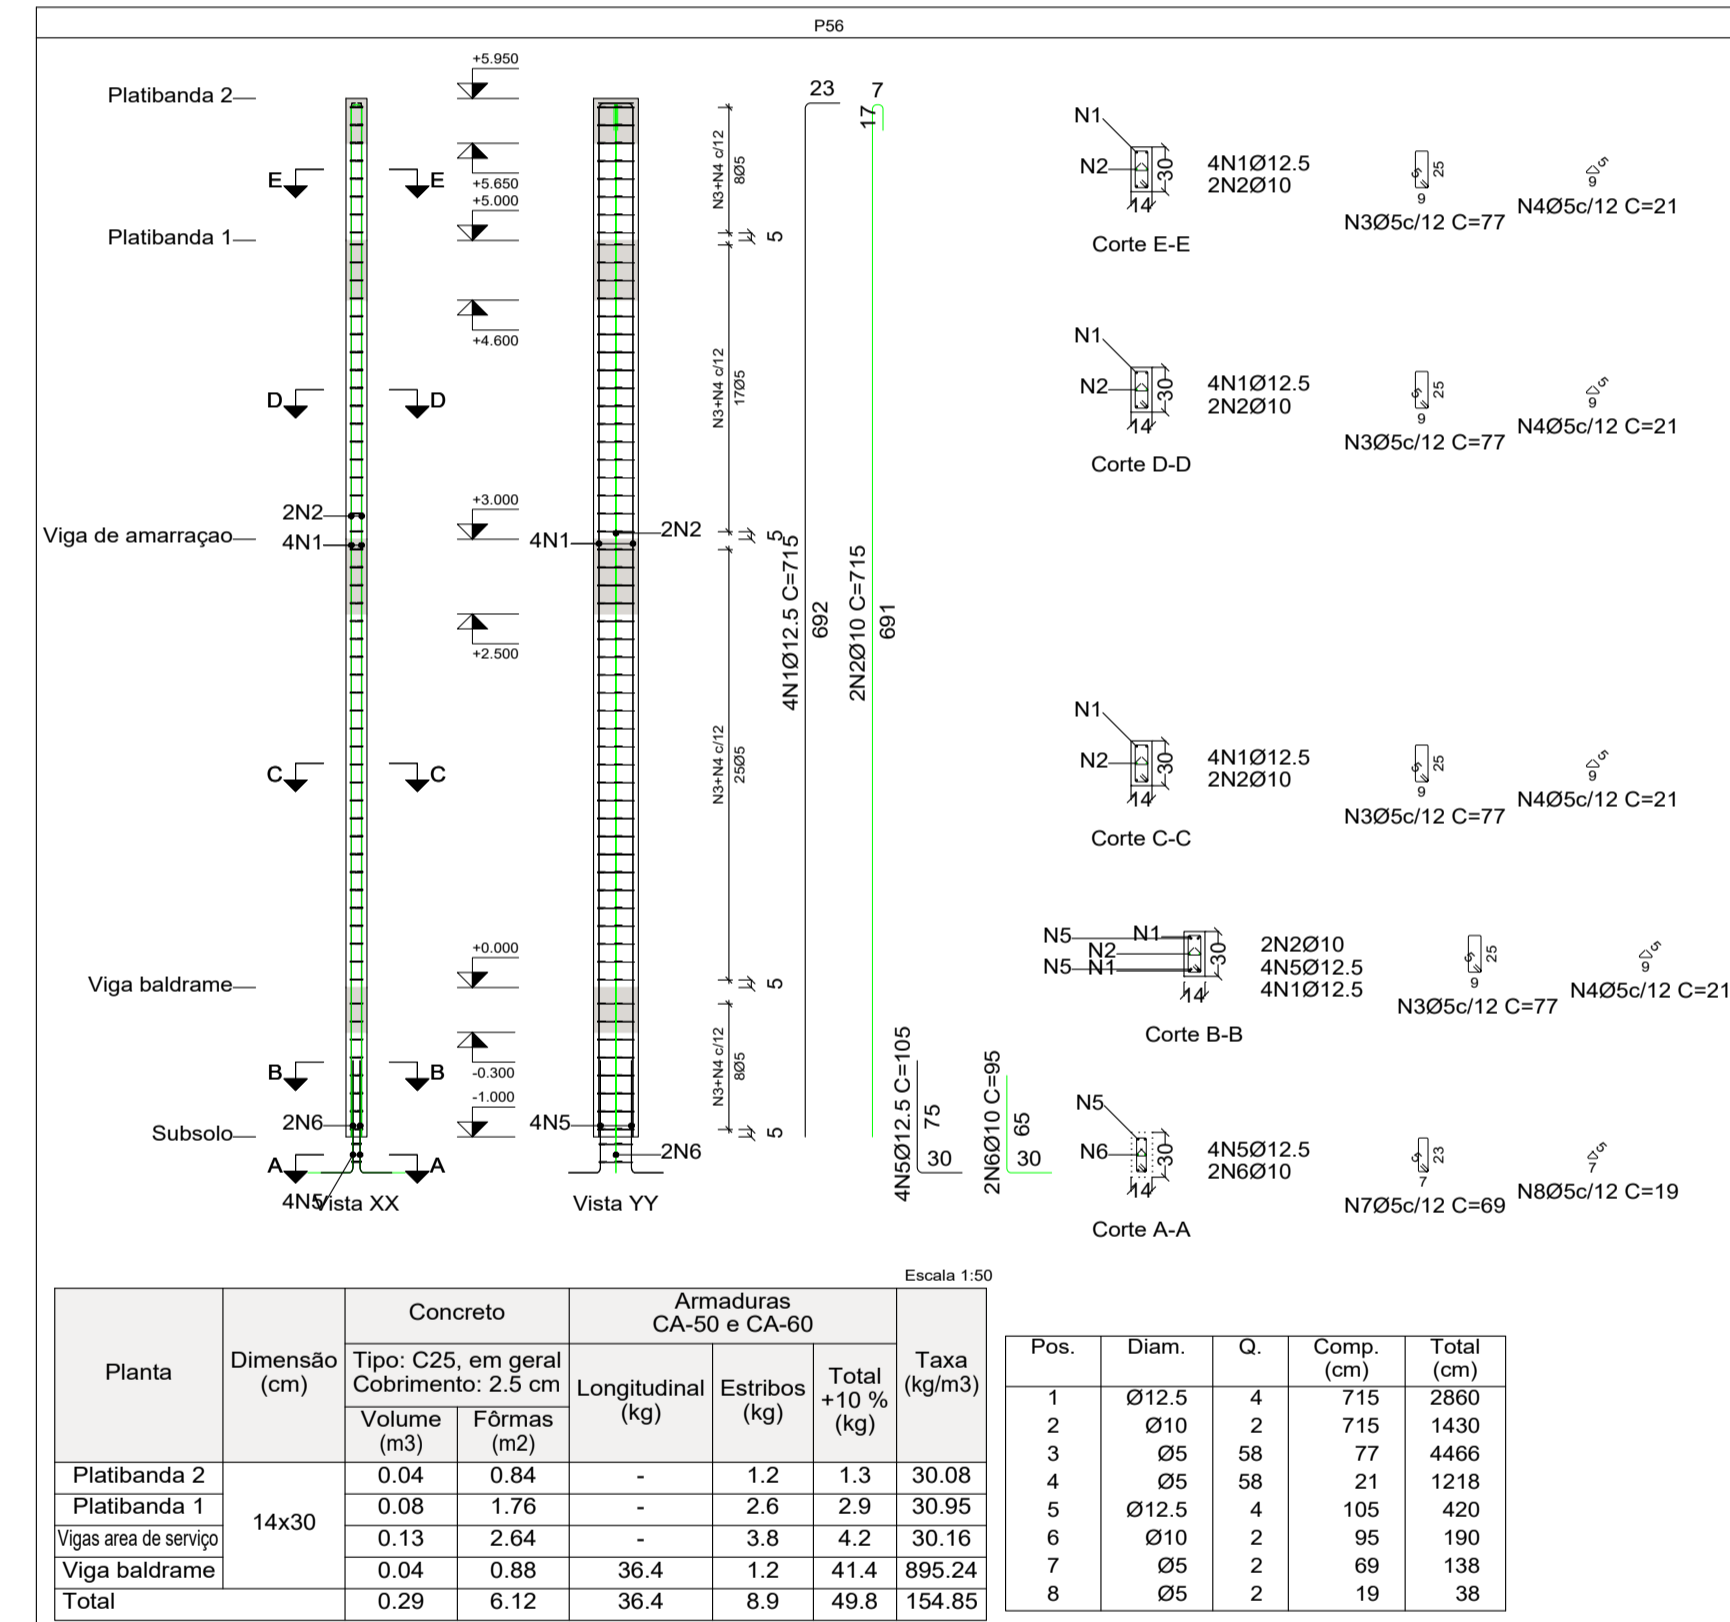 P56
Platibanda 2
Platibanda 1
Viga de amarraçao
Viga baldrame
Subsolo
E
E
D
D
C
C
B
B
A
A
2N2
4N1
2N6
4N5
Vista XX
+5.950
+5.650
+5.000
+4.600
+3.000
+2.500
+0.000
-0.300
-1.000
4N1
2N2
4N5
2N6
Vista YY
N3+N4 c/12
8Ø5
5
N3+N4 c/12
17Ø5
5
N3+N4 c/12
25Ø5
5
N3+N4 c/12
8Ø5
5
23
4N1Ø12.5 C=715
692
7
17
2N2Ø10 C=715
691
4N5Ø12.5 C=105
75
30
2N6Ø10 C=95
65
30
N1
N2
30
14
4N1Ø12.5
2N2Ø10
Corte E-E
25
9
N3Ø5c/12 C=77
5
9
N4Ø5c/12 C=21
N1
N2
30
14
4N1Ø12.5
2N2Ø10
Corte D-D
25
9
N3Ø5c/12 C=77
5
9
N4Ø5c/12 C=21
N1
N2
30
14
4N1Ø12.5
2N2Ø10
Corte C-C
25
9
N3Ø5c/12 C=77
5
9
N4Ø5c/12 C=21
N5
N1
N2
N5
N1
30
14
2N2Ø10
4N5Ø12.5
4N1Ø12.5
Corte B-B
25
9
N3Ø5c/12 C=77
5
9
N4Ø5c/12 C=21
N5
N6
30
14
4N5Ø12.5
2N6Ø10
Corte A-A
23
7
N7Ø5c/12 C=69
5
7
N8Ø5c/12 C=19
Escala 1:50
Planta
Dimensão
(cm)
Concreto
Tipo: C25, em geral
Cobrimento: 2.5 cm
Volume
(m3)
Fôrmas
(m2)
Armaduras
CA-50 e CA-60
Longitudinal
(kg)
Estribos
(kg)
Total
+10 %
(kg)
Taxa
(kg/m3)
Platibanda 2 14x30 0.04 0.84 - 1.2 1.3 30.08
Platibanda 1 0.08 1.76 - 2.6 2.9 30.95
Vigas area de serviço 0.13 2.64 - 3.8 4.2 30.16
Viga baldrame 0.04 0.88 36.4 1.2 41.4 895.24
Total 0.29 6.12 36.4 8.9 49.8 154.85
Pos. Diam. Q. Comp. Total
(cm) (cm)
1 Ø12.5 4 715 2860
2 Ø10 2 715 1430
3 Ø5 58 77 4466
4 Ø5 58 21 1218
5 Ø12.5 4 105 420
6 Ø10 2 95 190
7 Ø5 2 69 138
8 Ø5 2 19 38